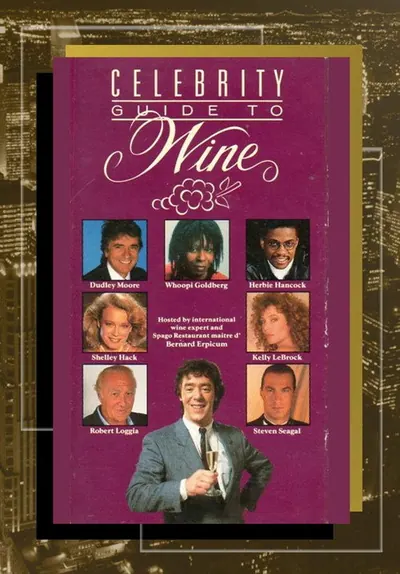 CELEBRITY
GUIDE TO
Wine
Dudley Moore
Whoopi Goldberg
Herbie Hancock
Hosted by international
wine expert and
Spago Restaurant maitre d'
Bernard Erpicum
Shelley Hack
Kelly LeBrock
Robert Loggia
Steven Seagal